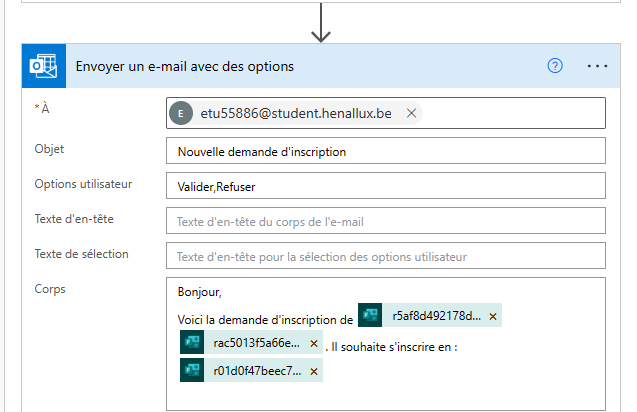 Envoyer un e-mail avec des options
?
...
* À
E etu55886@student.henallux.be ×
Objet
Nouvelle demande d'inscription
Options utilisateur
Valider,Refuser
Texte d'en-tête
Texte d'en-tête du corps de l'e-mail
Texte de sélection
Texte d'en-tête pour la sélection des options utilisateur
Corps
Bonjour,
Voici la demande d'inscription de r5af8d492178d... ×
rac5013f5a66e... × . Il souhaite s'inscrire en :
r01d0f47beec7... ×